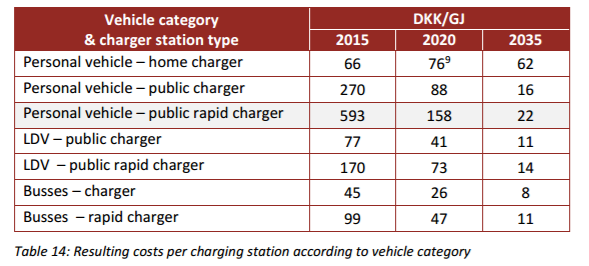 Vehicle category DKK/GJ
& charger station type 2015 2020 2035
Personal vehicle – home charger 66 76⁹ 62
Personal vehicle – public charger 270 88 16
Personal vehicle – public rapid charger 593 158 22
LDV – public charger 77 41 11
LDV – public rapid charger 170 73 14
Busses – charger 45 26 8
Busses – rapid charger 99 47 11
Table 14: Resulting costs per charging station according to vehicle category